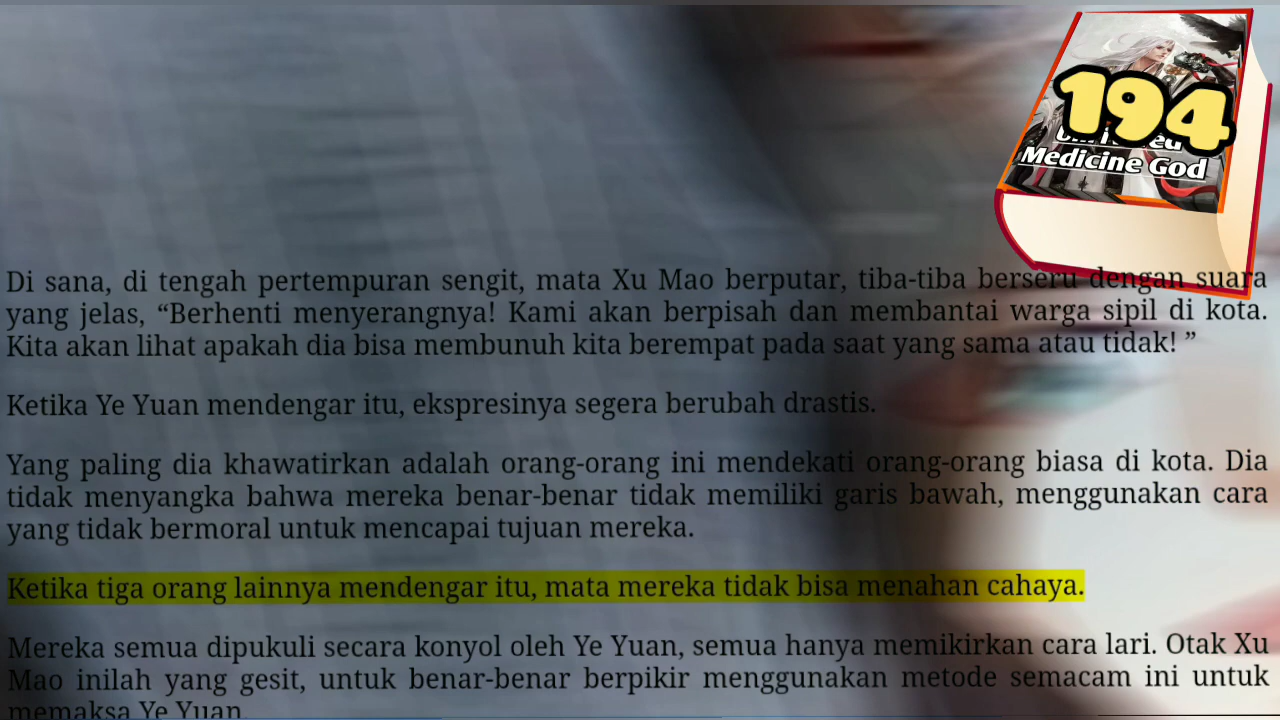 194
Medicine God
Di sana, di tengah pertempuran sengit, mata Xu Mao berputar, tiba-tiba berseru dengan suara
yang jelas, “Berhenti menyerangnya! Kami akan berpisah dan membantai warga sipil di kota.
Kita akan lihat apakah dia bisa membunuh kita berempat pada saat yang sama atau tidak! ”
Ketika Ye Yuan mendengar itu, ekspresinya segera berubah drastis.
Yang paling dia khawatirkan adalah orang-orang ini mendekati orang-orang biasa di kota. Dia
tidak menyangka bahwa mereka benar-benar tidak memiliki garis bawah, menggunakan cara
yang tidak bermoral untuk mencapai tujuan mereka.
Ketika tiga orang lainnya mendengar itu, mata mereka tidak bisa menahan cahaya.
Mereka semua dipukuli secara konyol oleh Ye Yuan, semua hanya memikirkan cara lari. Otak Xu
Mao inilah yang gesit, untuk benar-benar berpikir menggunakan metode semacam ini untuk
memaksa Ye Yuan.